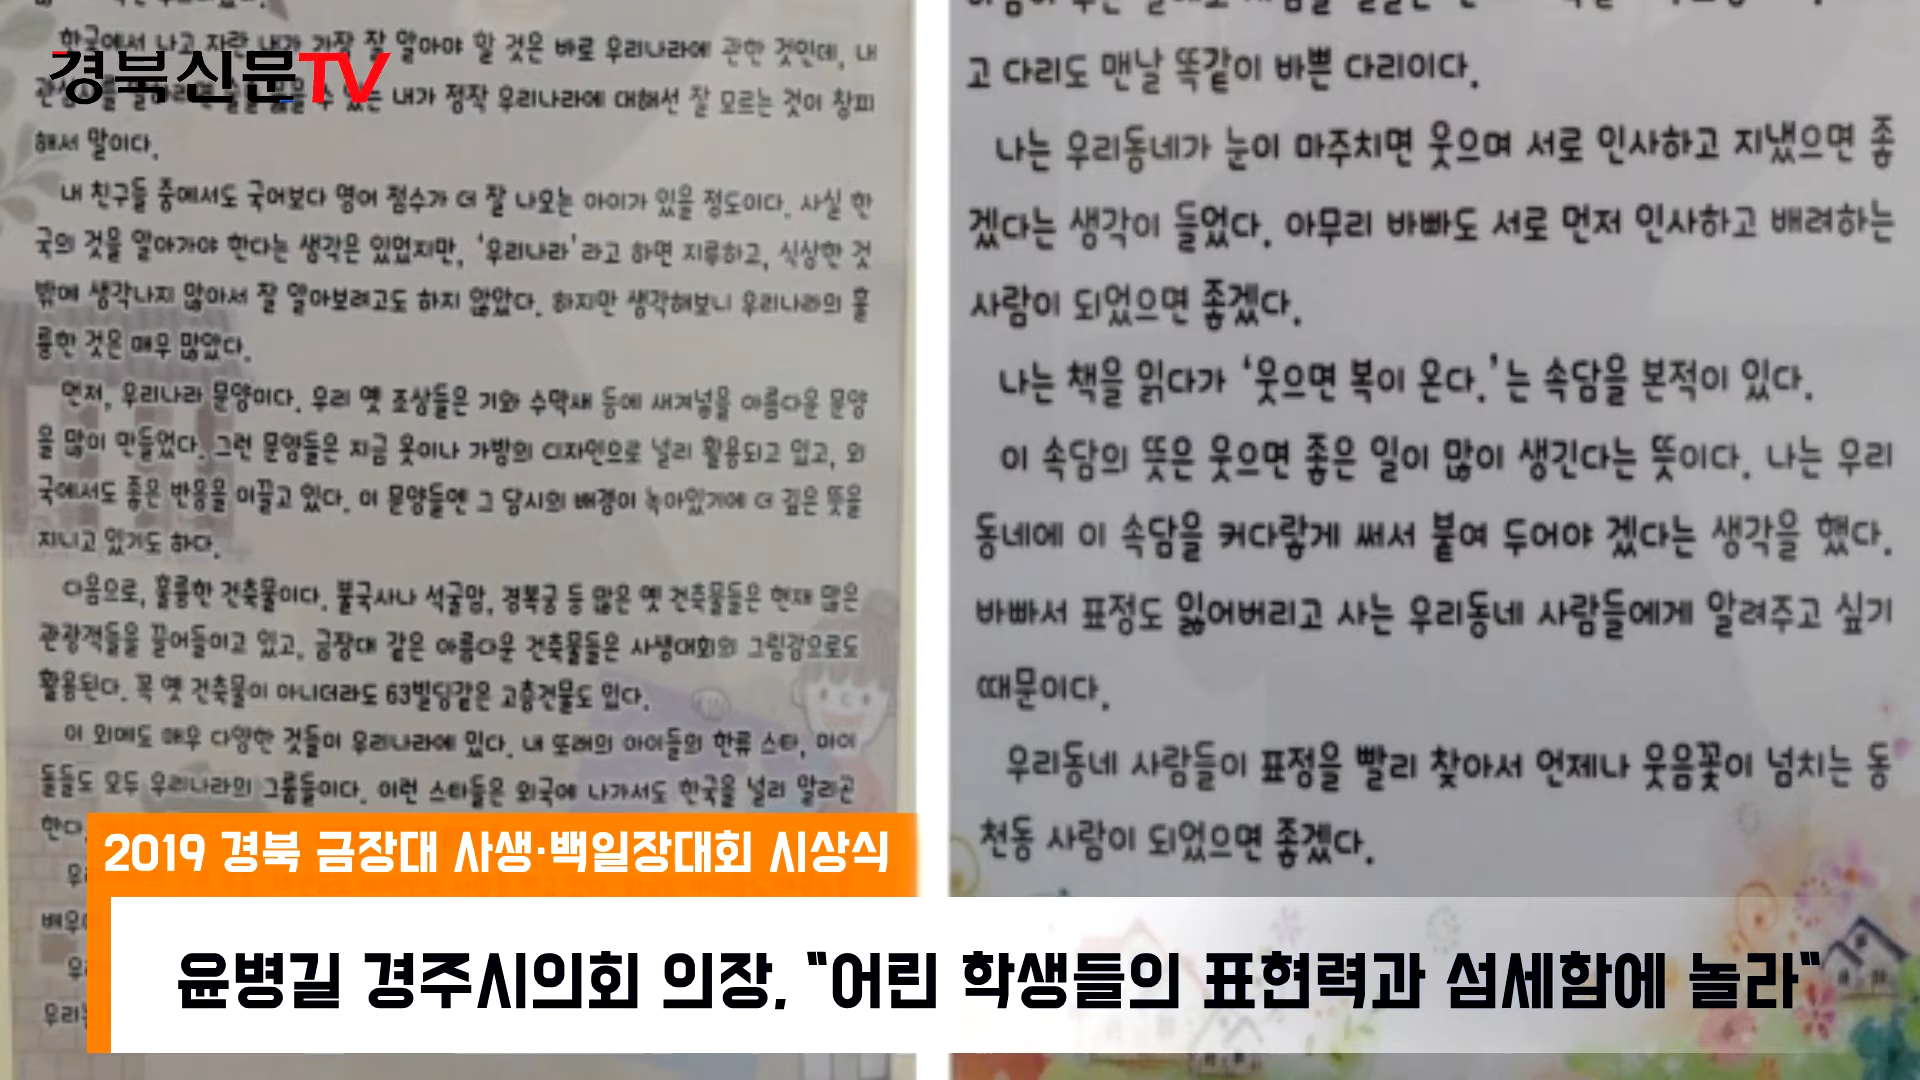 경북신문TV
한국에서 나고 자란 내가 가장 잘 알아야 할 것은 바로 우리나라에 관한 것인데, 내
수 있는 내가 정작 우리나라에 대해선 잘 모르는 것이 창피
해서 말이다.
내 친구들 중에서도 국어보다 영어 점수가 더 잘 나오는 아이가 있을 정도이다. 사실 한
국의 것을 알아가야 한다는 생각은 있었지만, '우리나라'라고 하면 지루하고, 식상한 것
밖에 생각나지 않아서 잘 알아보려고도 하지 않았다. 하지만 생각해보니 우리나라의 훌
륭한 것은 매우 많았다.
먼저, 우리나라 문양이다. 우리 옛 조상들은 기와 수막새 등에 새겨넣을 아름다운 문양
을 많이 만들었다. 그런 문양들은 지금 옷이나 가방의 디자인으로 널리 활용되고 있고, 외
국에서도 좋은 반응을 이끌고 있다. 이 문양들엔 그 당시의 배경이 녹아있기에 더 깊은 뜻을
지니고 있기도 하다.
다음으로, 훌륭한 건축물이다. 불국사나 석굴암, 경복궁 등 많은 옛 건축물들은 현재 많은
관광객들을 끌어들이고 있고, 금장대 같은 아름다운 건축물들은 사생대회의 그림감으로도
활용된다. 꼭 옛 건축물이 아니더라도 63빌딩같은 고층건물도 있다.
이 외에도 매우 다양한 것들이 우리나라에 있다. 내 또래의 아이들의 한류 스타, 아이
돌들도 모두 우리나라의 그룹들이다. 이런 스타들은 외국에 나가서도 한국을 널리 알리곤
한다.
고 다리도 맨날 똑같이 바쁜 다리이다.
나는 우리동네가 눈이 마주치면 웃으며 서로 인사하고 지냈으면 좋
겠다는 생각이 들었다. 아무리 바빠도 서로 먼저 인사하고 배려하는
사람이 되었으면 좋겠다.
나는 책을 읽다가 '웃으면 복이 온다.'는 속담을 본적이 있다.
이 속담의 뜻은 웃으면 좋은 일이 많이 생긴다는 뜻이다. 나는 우리
동네에 이 속담을 커다랗게 써서 붙여 두어야 겠다는 생각을 했다.
바빠서 표정도 잃어버리고 사는 우리동네 사람들에게 알려주고 싶기
때문이다.
우리동네 사람들이 표정을 빨리 찾아서 언제나 웃음꽃이 넘치는 동
천동 사람이 되었으면 좋겠다.
2019 경북 금장대 사생·백일장대회 시상식
윤병길 경주시의회 의장, "어린 학생들의 표현력과 섬세함에 놀라"